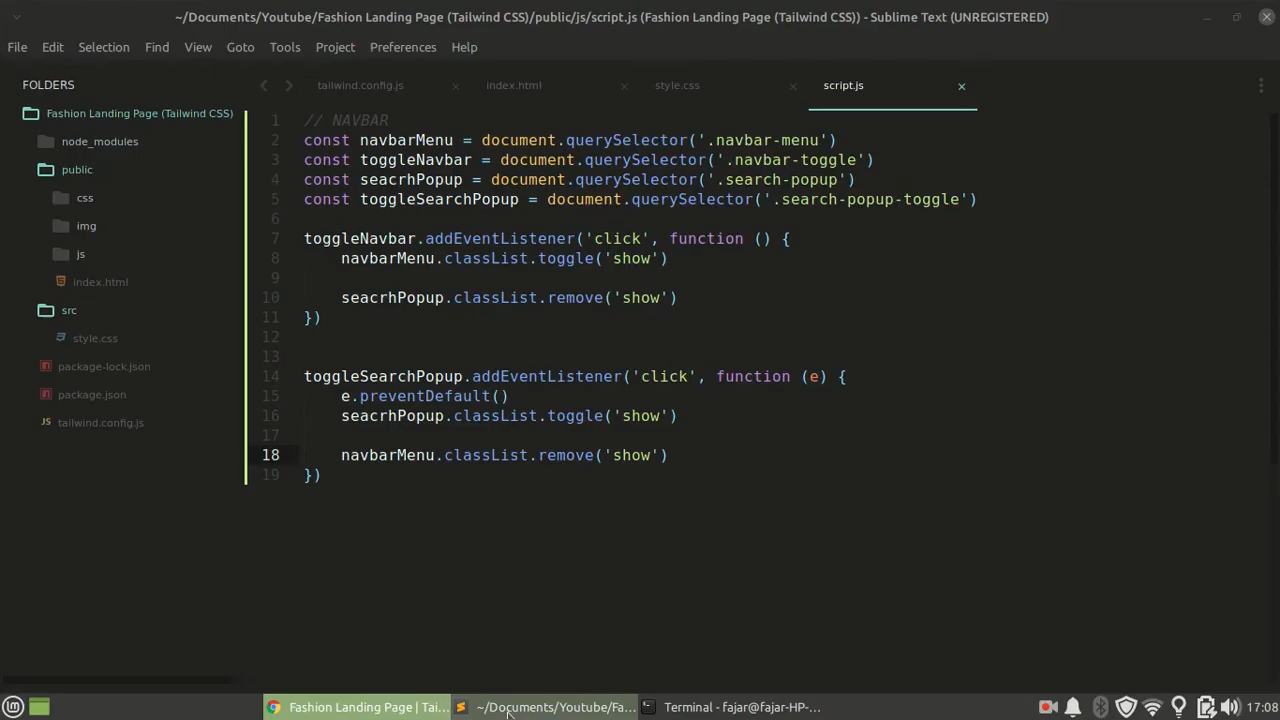 ~/Documents/Youtube/Fashion Landing Page (Tailwind CSS)/public/js/script.js (Fashion Landing Page (Tailwind CSS)) - Sublime Text (UNREGISTERED)
File Edit Selection Find View Goto Tools Project Preferences Help
FOLDERS
Fashion Landing Page (Tailwind CSS)
node_modules
public
css
img
js
index.html
src
style.css
package-lock.json
package.json
JS tailwind.config.js
tailwind.config.js index.html style.css script.js
1 // NAVBAR
2 const navbarMenu = document.querySelector('.navbar-menu')
3 const toggleNavbar = document.querySelector('.navbar-toggle')
4 const seacrhPopup = document.querySelector('.search-popup')
5 const toggleSearchPopup = document.querySelector('.search-popup-toggle')
6
7 toggleNavbar.addEventListener('click', function () {
8 navbarMenu.classList.toggle('show')
9
10 seacrhPopup.classList.remove('show')
11 })
12
13
14 toggleSearchPopup.addEventListener('click', function (e) {
15 e.preventDefault()
16 seacrhPopup.classList.toggle('show')
17
18 navbarMenu.classList.remove('show')
19 })
Fashion Landing Page | Tai... ~/Documents/Youtube/Fa... Terminal - fajar@fajar-HP-... 17:08